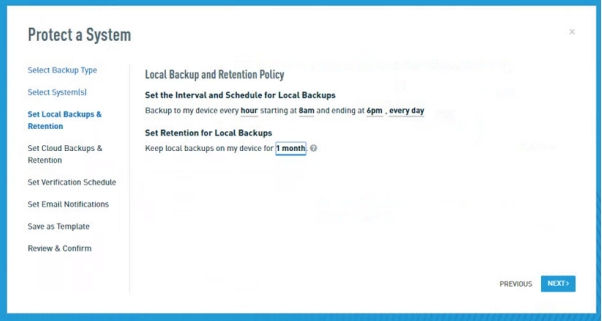 Protect a System
×
Select Backup Type
Select System(s)
Set Local Backups &
Retention
Set Cloud Backups &
Retention
Set Verification Schedule
Set Email Notifications
Save as Template
Review & Confirm
Local Backup and Retention Policy
Set the Interval and Schedule for Local Backups
Backup to my device every hour starting at 8am and ending at 6pm , every day
Set Retention for Local Backups
Keep local backups on my device for 1 month ?
PREVIOUS
NEXT ›